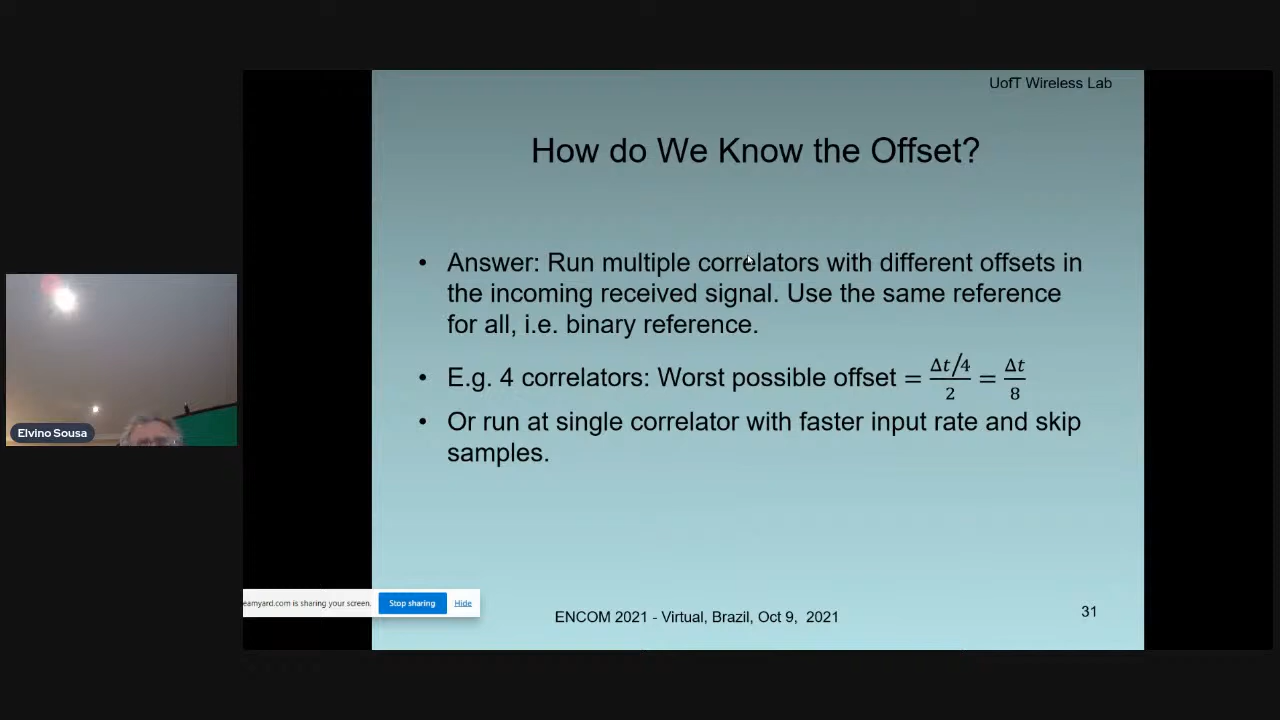 UofT Wireless Lab
How do We Know the Offset?
• Answer: Run multiple correlators with different offsets in
the incoming received signal. Use the same reference
for all, i.e. binary reference.
• E.g. 4 correlators: Worst possible offset = (Δt/4)/2 = Δt/8
• Or run at single correlator with faster input rate and skip
samples.
Elvino Sousa
eamyard.com is sharing your screen. Stop sharing Hide
ENCOM 2021 - Virtual, Brazil, Oct 9, 2021
31